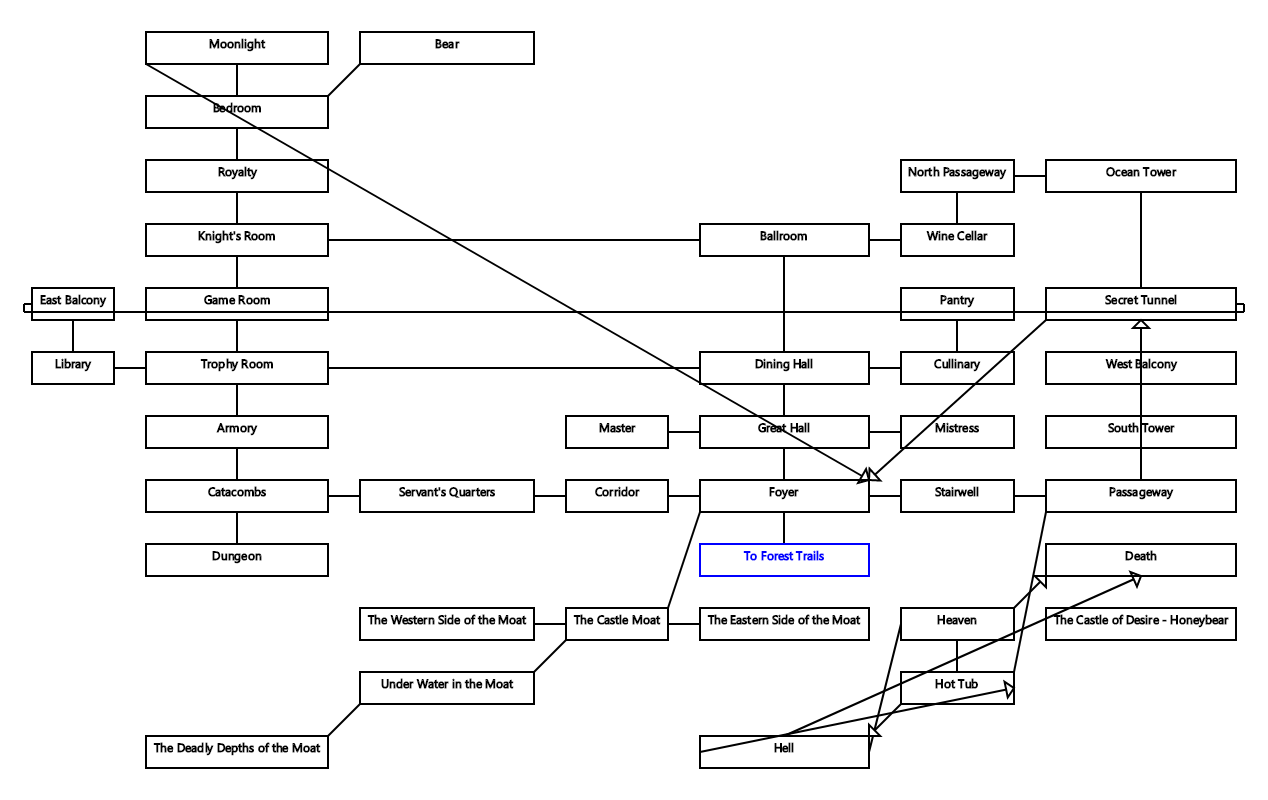 Moonlight
Bear
Bedroom
Royalty
North Passageway
Ocean Tower
Knight's Room
Ballroom
Wine Cellar
East Balcony
Game Room
Pantry
Secret Tunnel
Library
Trophy Room
Dining Hall
Cullinary
West Balcony
Armory
Master
Great Hall
Mistress
South Tower
Catacombs
Servant's Quarters
Corridor
Foyer
Stairwell
Passageway
Dungeon
To Forest Trails
Death
The Western Side of the Moat
The Castle Moat
The Eastern Side of the Moat
Heaven
The Castle of Desire - Honeybear
Under Water in the Moat
Hot Tub
The Deadly Depths of the Moat
Hell